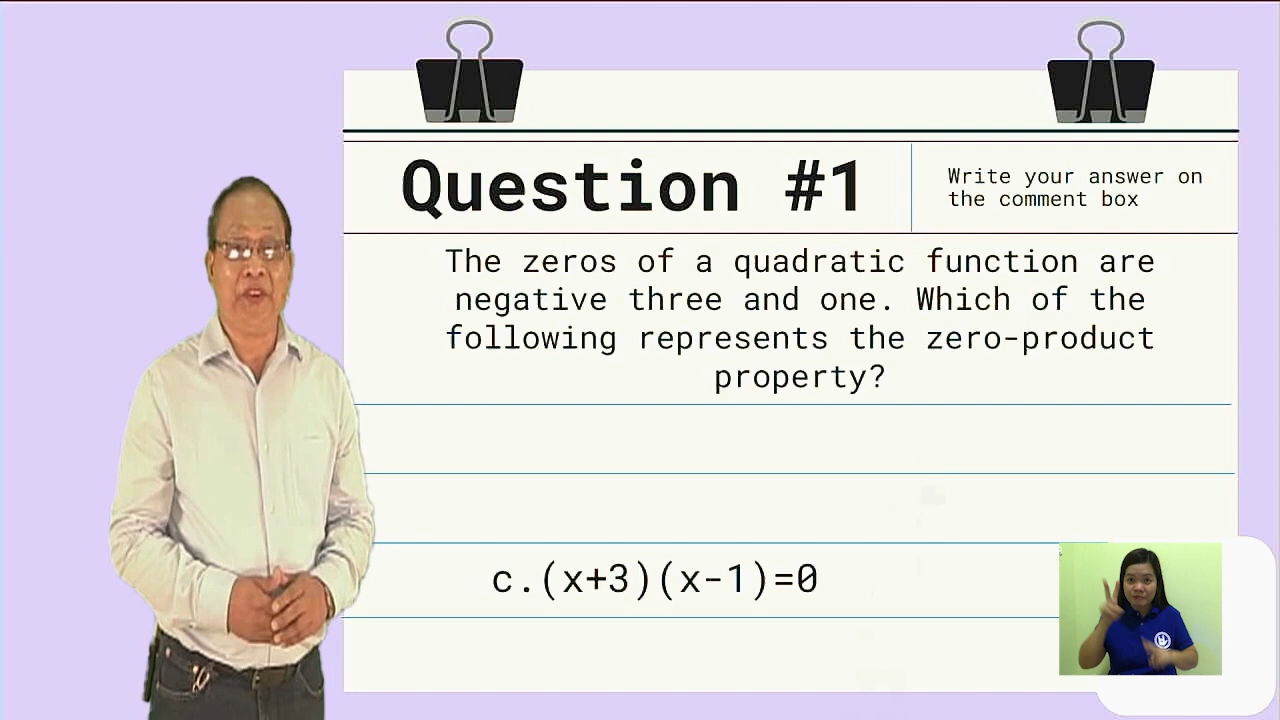 Question #1
Write your answer on
the comment box
The zeros of a quadratic function are
negative three and one. Which of the
following represents the zero-product
property?
c.(x+3)(x-1)=0